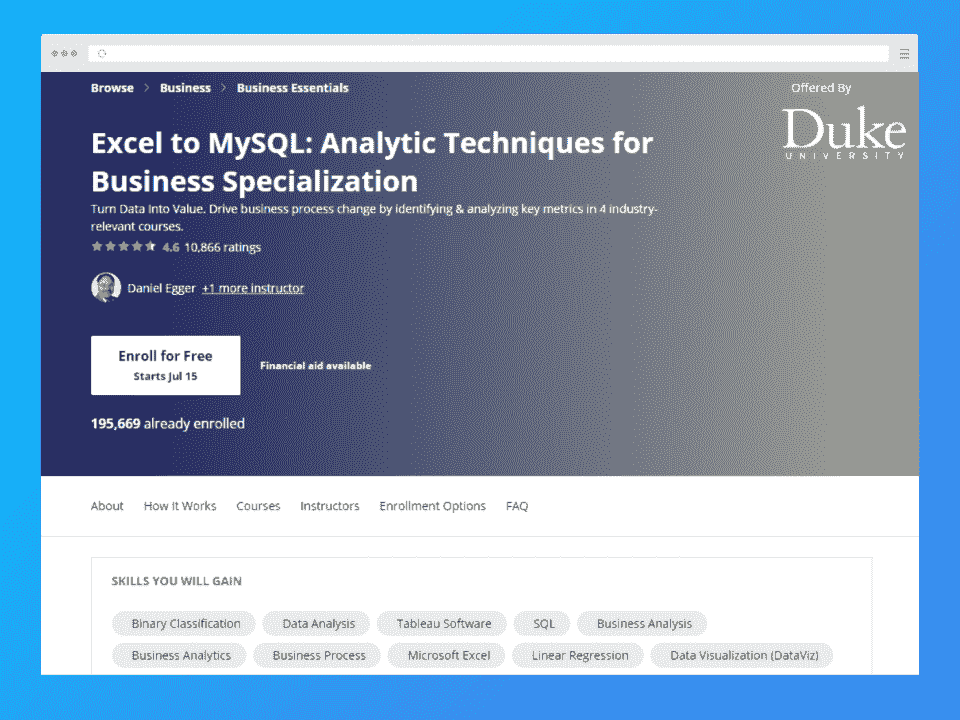 Browse > Business > Business Essentials
Offered By
Duke
UNIVERSITY
Excel to MySQL: Analytic Techniques for
Business Specialization
Turn Data Into Value. Drive business process change by identifying & analyzing key metrics in 4 industry-
relevant courses.
4.6 10,866 ratings
Daniel Egger +1 more instructor
Enroll for Free
Starts Jul 15
Financial aid available
195,669 already enrolled
About How It Works Courses Instructors Enrollment Options FAQ
SKILLS YOU WILL GAIN
Binary Classification Data Analysis Tableau Software SQL Business Analysis
Business Analytics Business Process Microsoft Excel Linear Regression Data Visualization (DataViz)